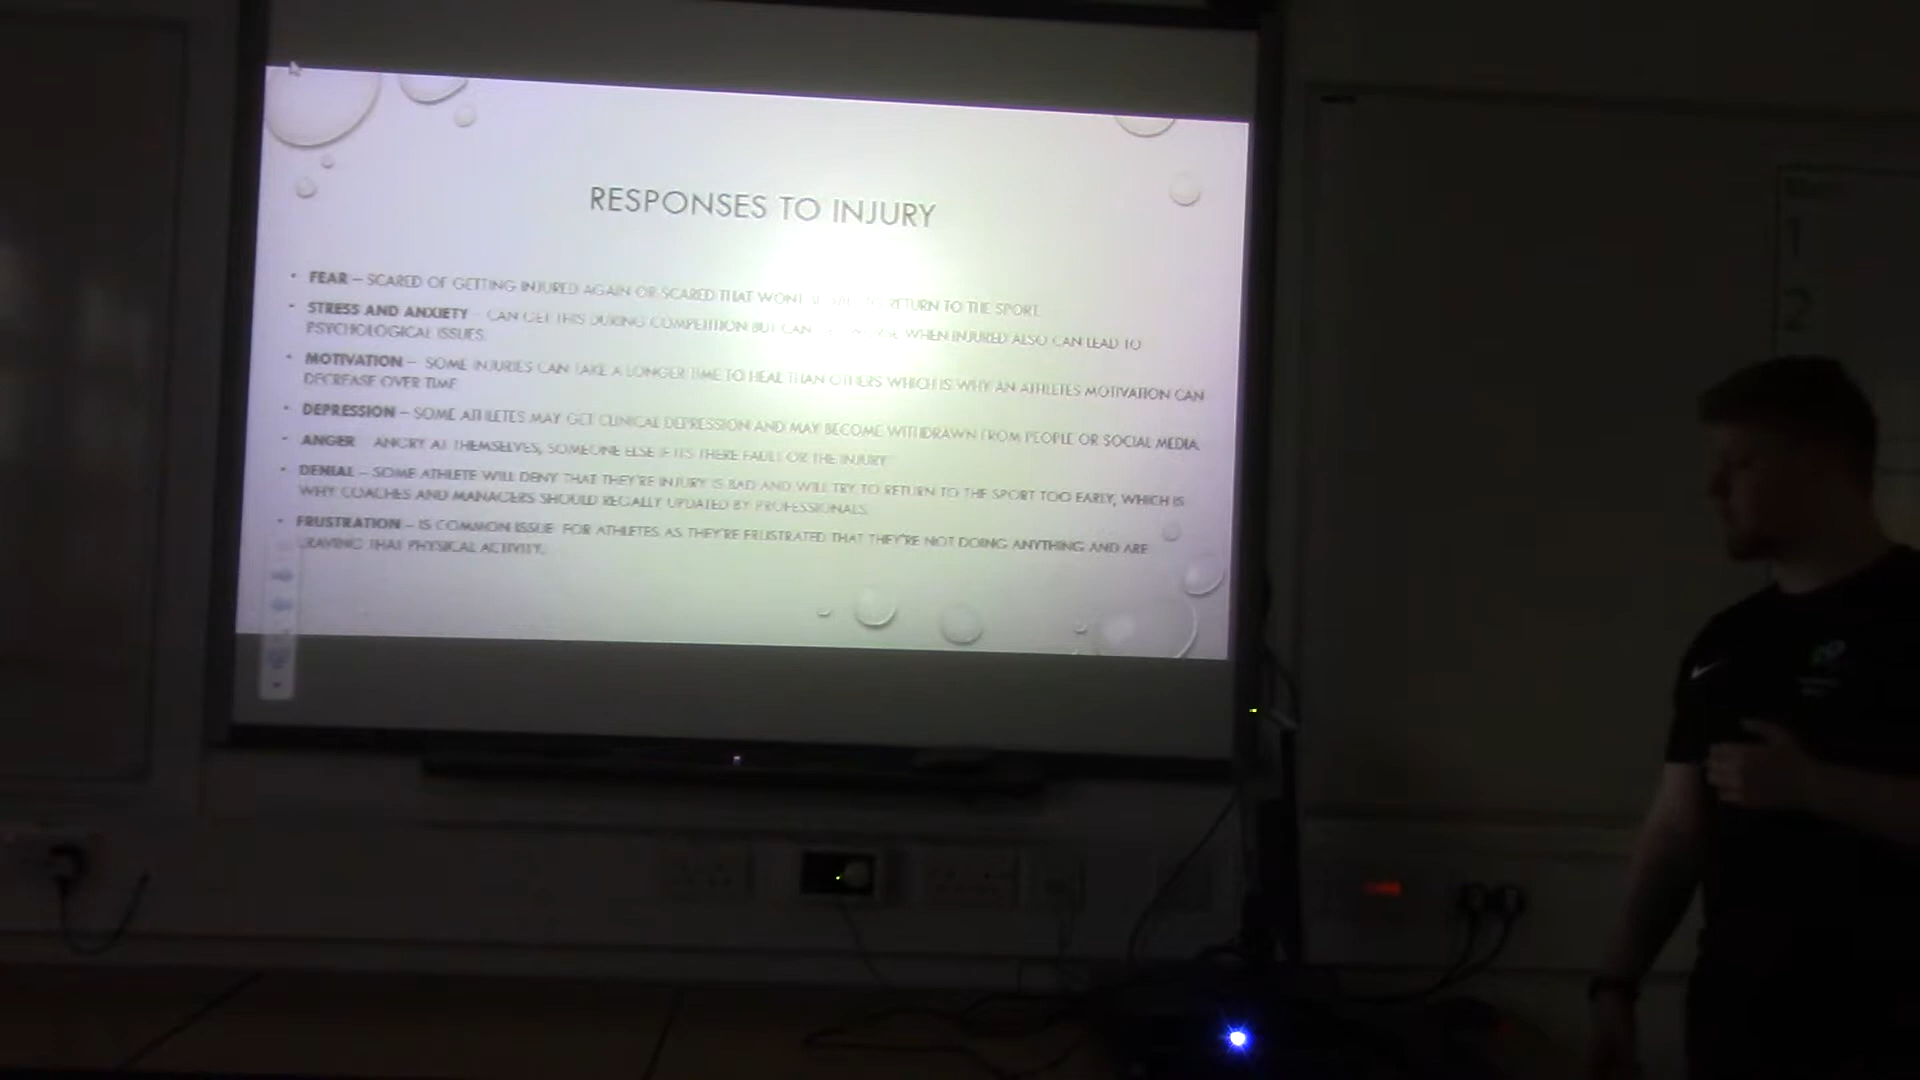 RESPONSES TO INJURY
• FEAR – SCARED OF GETTING INJURED AGAIN OR SCARED THAT WONT RETURN TO THE SPORT
• STRESS AND ANXIETY – CAN GET THIS DURING COMPETITION BUT CAN WHEN INJURED ALSO CAN LEAD TO
PSYCHOLOGICAL ISSUES.
• MOTIVATION – SOME INJURIES CAN TAKE A LONGER TIME TO HEAL THAN OTHERS WHICH IS WHY AN ATHLETES MOTIVATION CAN
DECREASE OVER TIME
• DEPRESSION – SOME ATHLETES MAY GET CLINICAL DEPRESSION AND MAY BECOME WITHDRAWN FROM PEOPLE OR SOCIAL MEDIA.
• ANGER – ANGRY AT THEMSELVES, SOMEONE ELSE IF ITS THERE FAULT OR THE INJURY
• DENIAL – SOME ATHLETE WILL DENY THAT THEY'RE INJURY IS BAD AND WILL TRY TO RETURN TO THE SPORT TOO EARLY, WHICH IS
WHY COACHES AND MANAGERS SHOULD REGALLY UPDATED BY PROFESSIONALS.
• FRUSTRATION – IS COMMON ISSUE FOR ATHLETES AS THEY'RE FRUSTRATED THAT THEY'RE NOT DOING ANYTHING AND ARE
CRAVING THAT PHYSICAL ACTIVITY.
1
2